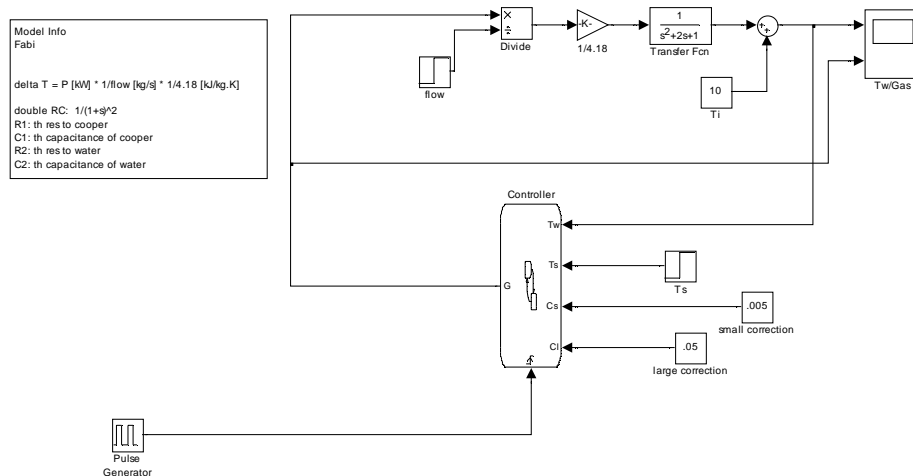 Model Info
Fabi
delta T = P [kW] * 1/flow [kg/s] * 1/4.18 [kJ/kg.K]
double RC:  1/(1+s)^2
R1: th res to cooper
C1: th capacitance of cooper
R2: th res to water
C2: th capacitance of water
×
÷
Divide
flow
-K-
1/4.18
1
s²+2s+1
Transfer Fcn
+
+
10
Ti
Tw/Gas
Controller
Tw
Ts
G
Cs
Cl
Ts
.005
small correction
.05
large correction
Pulse
Generator